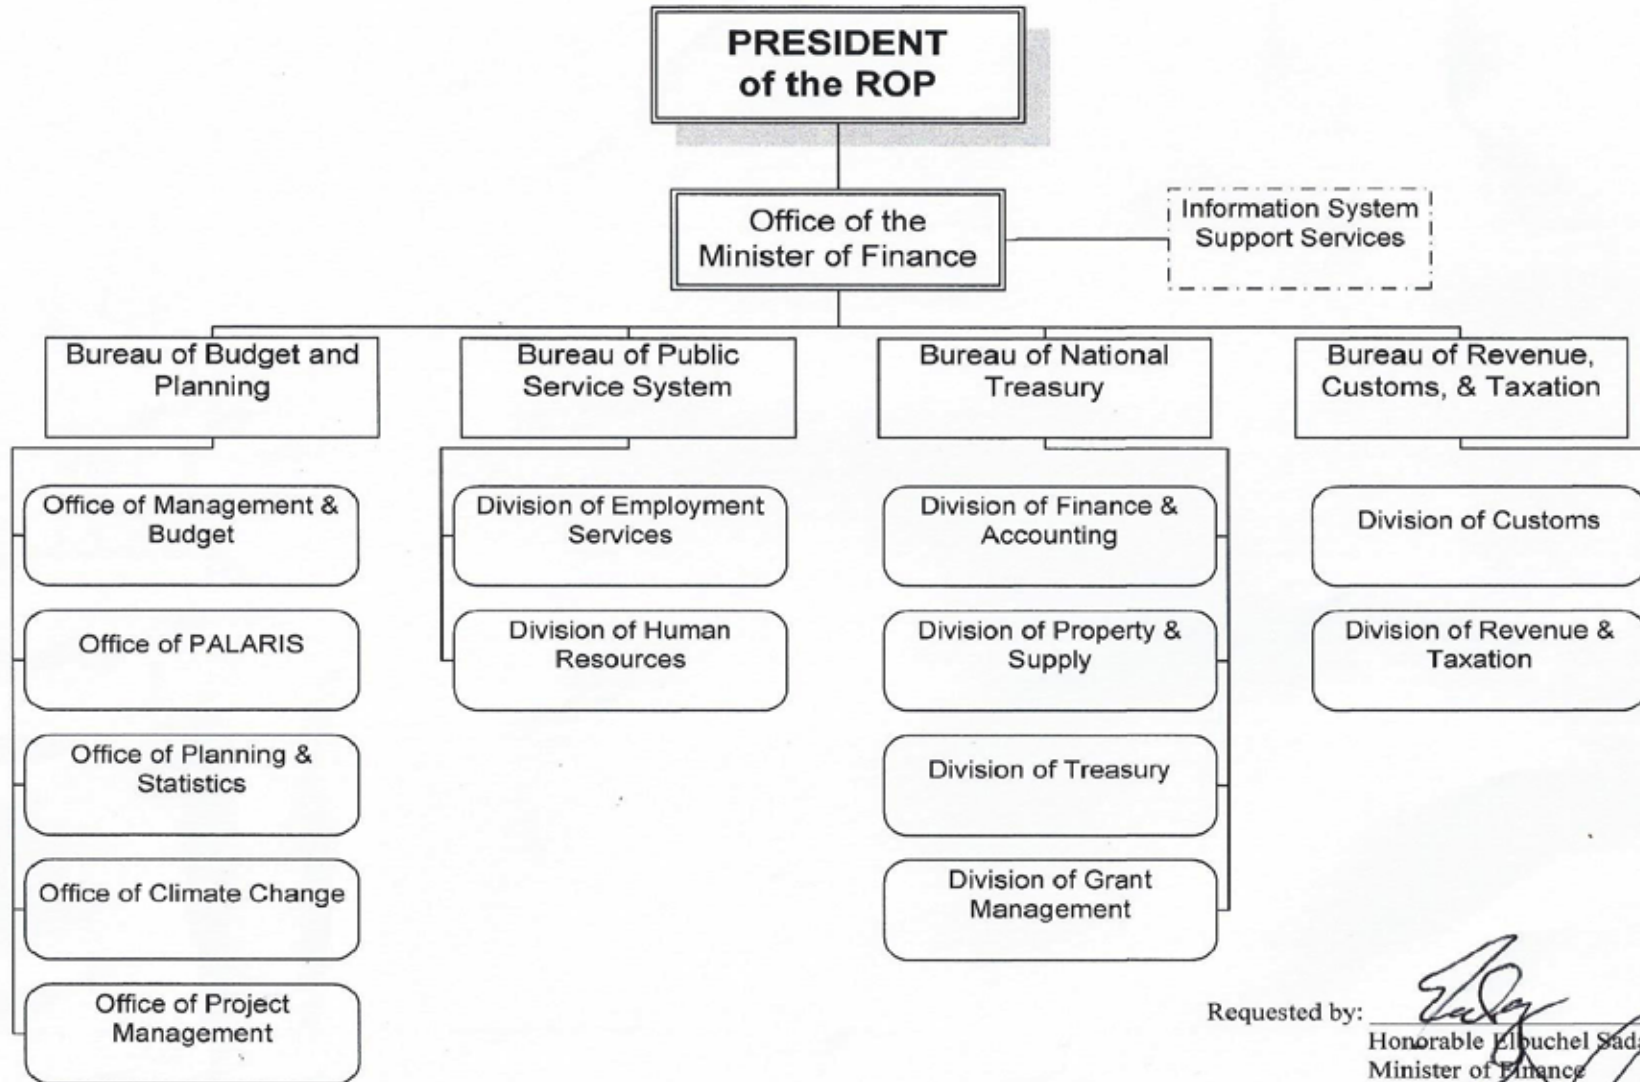 PRESIDENT
of the ROP
Office of the
Minister of Finance
Information System
Support Services
Bureau of Budget and
Planning
Bureau of Public
Service System
Bureau of National
Treasury
Bureau of Revenue,
Customs, & Taxation
Office of Management &
Budget
Office of PALARIS
Office of Planning &
Statistics
Office of Climate Change
Office of Project
Management
Division of Employment
Services
Division of Human
Resources
Division of Finance &
Accounting
Division of Property &
Supply
Division of Treasury
Division of Grant
Management
Division of Customs
Division of Revenue &
Taxation
Requested by:
Honorable Elbuchel
Minister of Finance